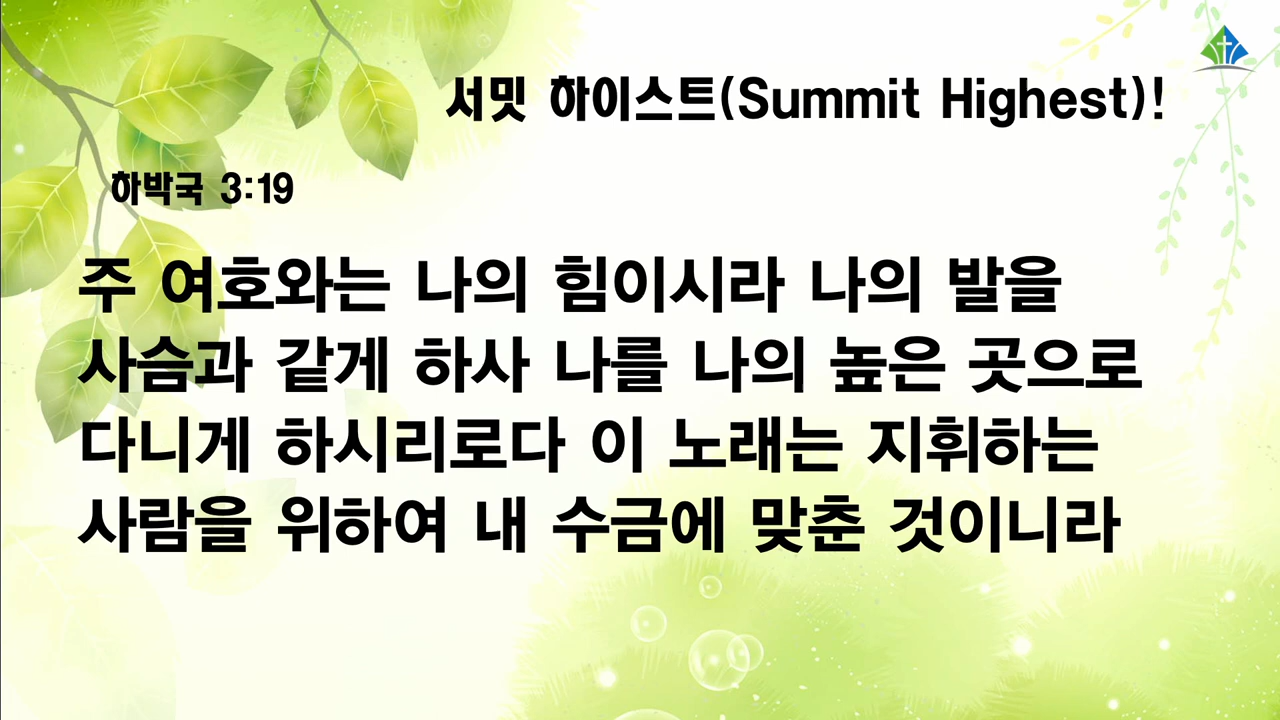 서밋 하이스트(Summit Highest)!
하박국 3:19
주 여호와는 나의 힘이시라 나의 발을
사슴과 같게 하사 나를 나의 높은 곳으로
다니게 하시리로다 이 노래는 지휘하는
사람을 위하여 내 수금에 맞춘 것이니라